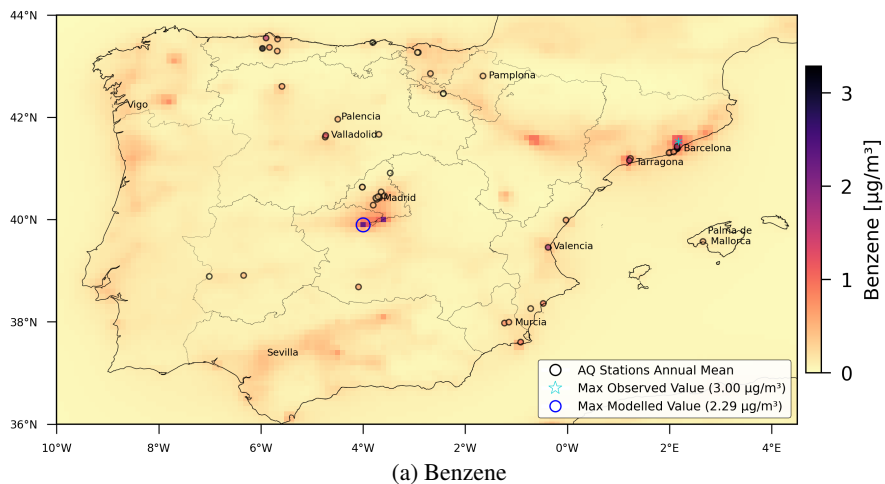 44°N
42°N
40°N
38°N
36°N
10°W
8°W
6°W
4°W
2°W
0°W
2°E
4°E
Vigo
Palencia
Valladolid
Pamplona
Barcelona
Tarragona
Madrid
Valencia
Palma de
Mallorca
Murcia
Sevilla
AQ Stations Annual Mean
Max Observed Value (3.00 μg/m³)
Max Modelled Value (2.29 μg/m³)
3
2
1
0
Benzene [μg/m³]
(a) Benzene